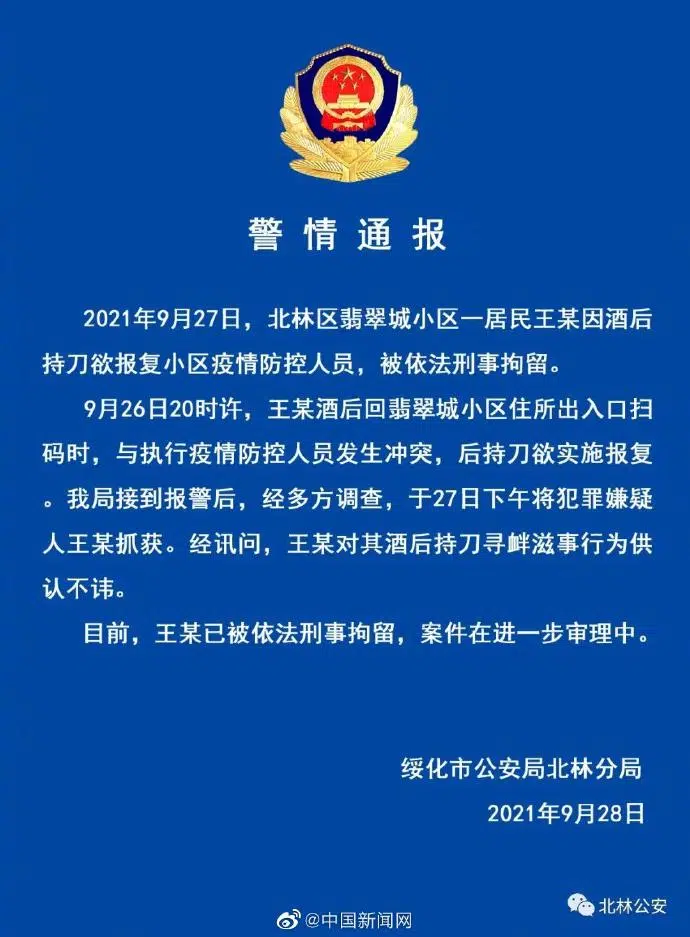 警情通报
2021年9月27日，北林区翡翠城小区一居民王某因酒后
持刀欲报复小区疫情防控人员，被依法刑事拘留。
9月26日20时许，王某酒后回翡翠城小区住所出入口扫
码时，与执行疫情防控人员发生冲突，后持刀欲实施报复
。我局接到报警后，经多方调查，于27日下午将犯罪嫌疑
人王某抓获。经讯问，王某对其酒后持刀寻衅滋事行为供
认不讳。
目前，王某已被依法刑事拘留，案件在进一步审理中。
绥化市公安局北林分局
2021年9月28日
北林公安
@中国新闻网